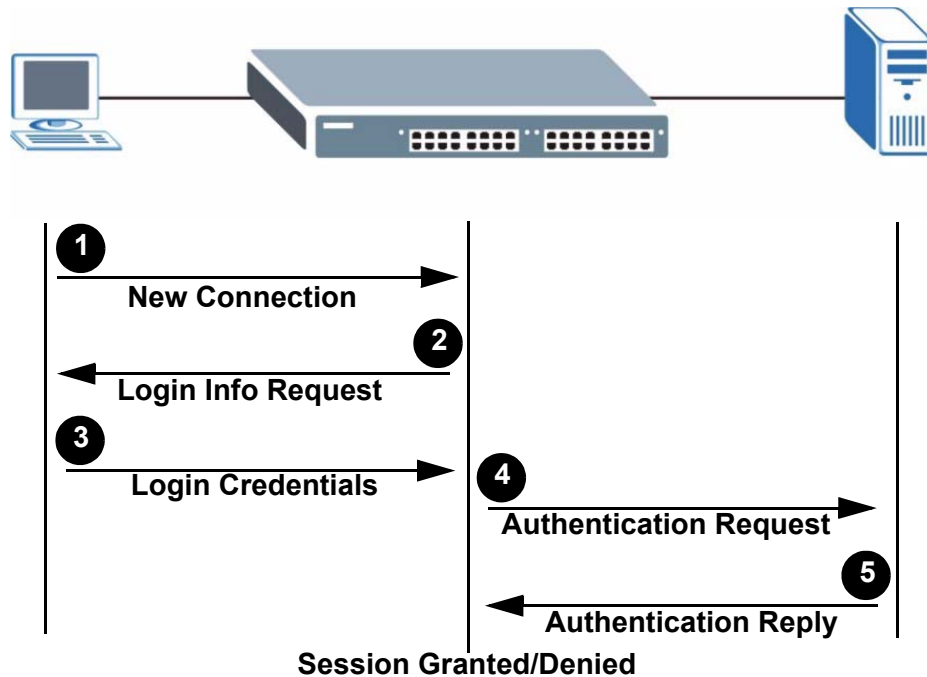 1
New Connection
2
Login Info Request
3
Login Credentials
4
Authentication Request
5
Authentication Reply
Session Granted/Denied